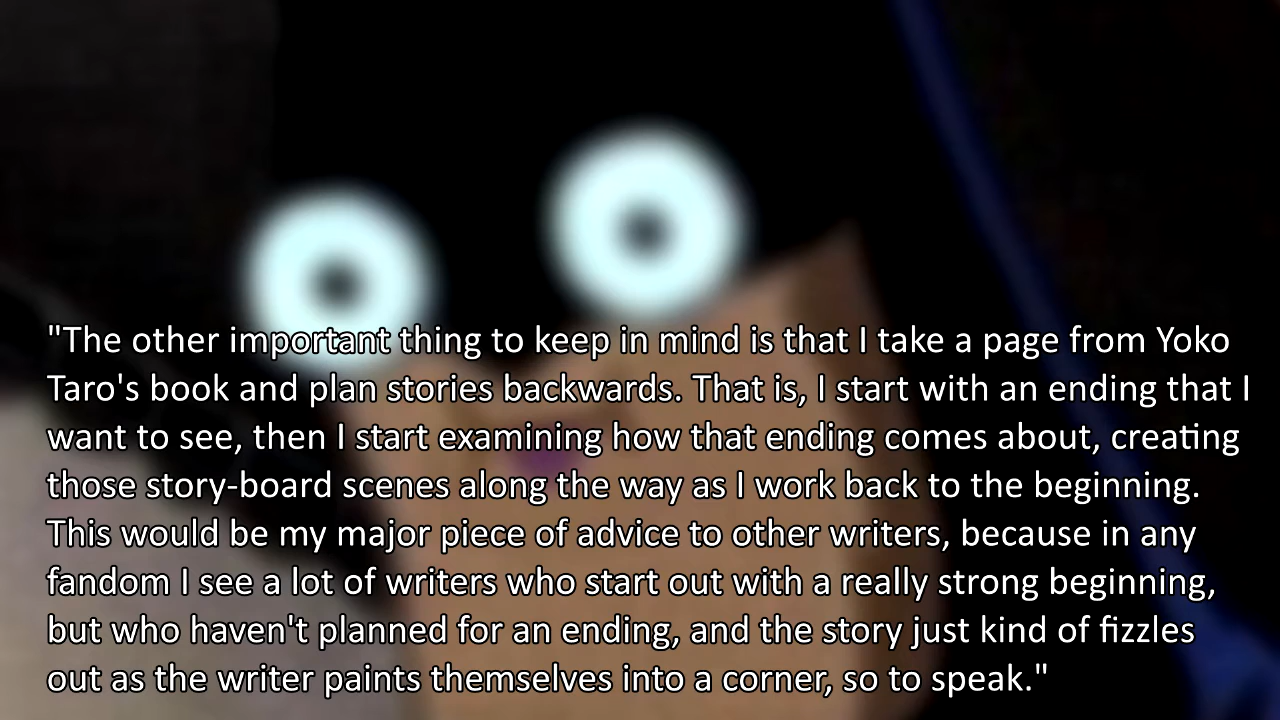 "The other important thing to keep in mind is that I take a page from Yoko
Taro's book and plan stories backwards. That is, I start with an ending that I
want to see, then I start examining how that ending comes about, creating
those story-board scenes along the way as I work back to the beginning.
This would be my major piece of advice to other writers, because in any
fandom I see a lot of writers who start out with a really strong beginning,
but who haven't planned for an ending, and the story just kind of fizzles
out as the writer paints themselves into a corner, so to speak."